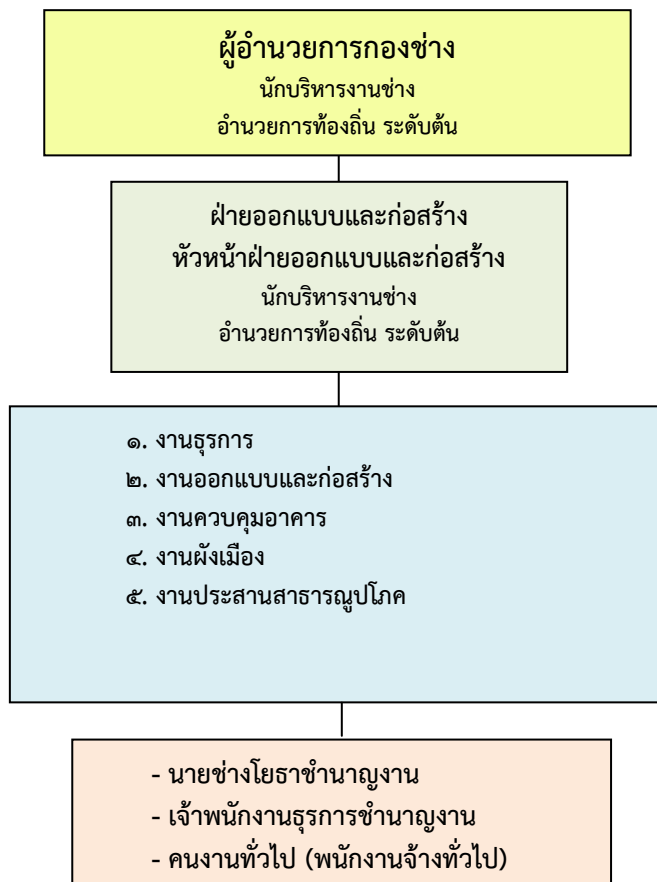 ผู้อำนวยการกองช่าง
นักบริหารงานช่าง
อำนวยการท้องถิ่น ระดับต้น
ฝ่ายออกแบบและก่อสร้าง
หัวหน้าฝ่ายออกแบบและก่อสร้าง
นักบริหารงานช่าง
อำนวยการท้องถิ่น ระดับต้น
๑. งานธุรการ
๒. งานออกแบบและก่อสร้าง
๓. งานควบคุมอาคาร
๔. งานผังเมือง
๕. งานประสานสาธารณูปโภค
- นายช่างโยธาชำนาญงาน
- เจ้าพนักงานธุรการชำนาญงาน
- คนงานทั่วไป (พนักงานจ้างทั่วไป)